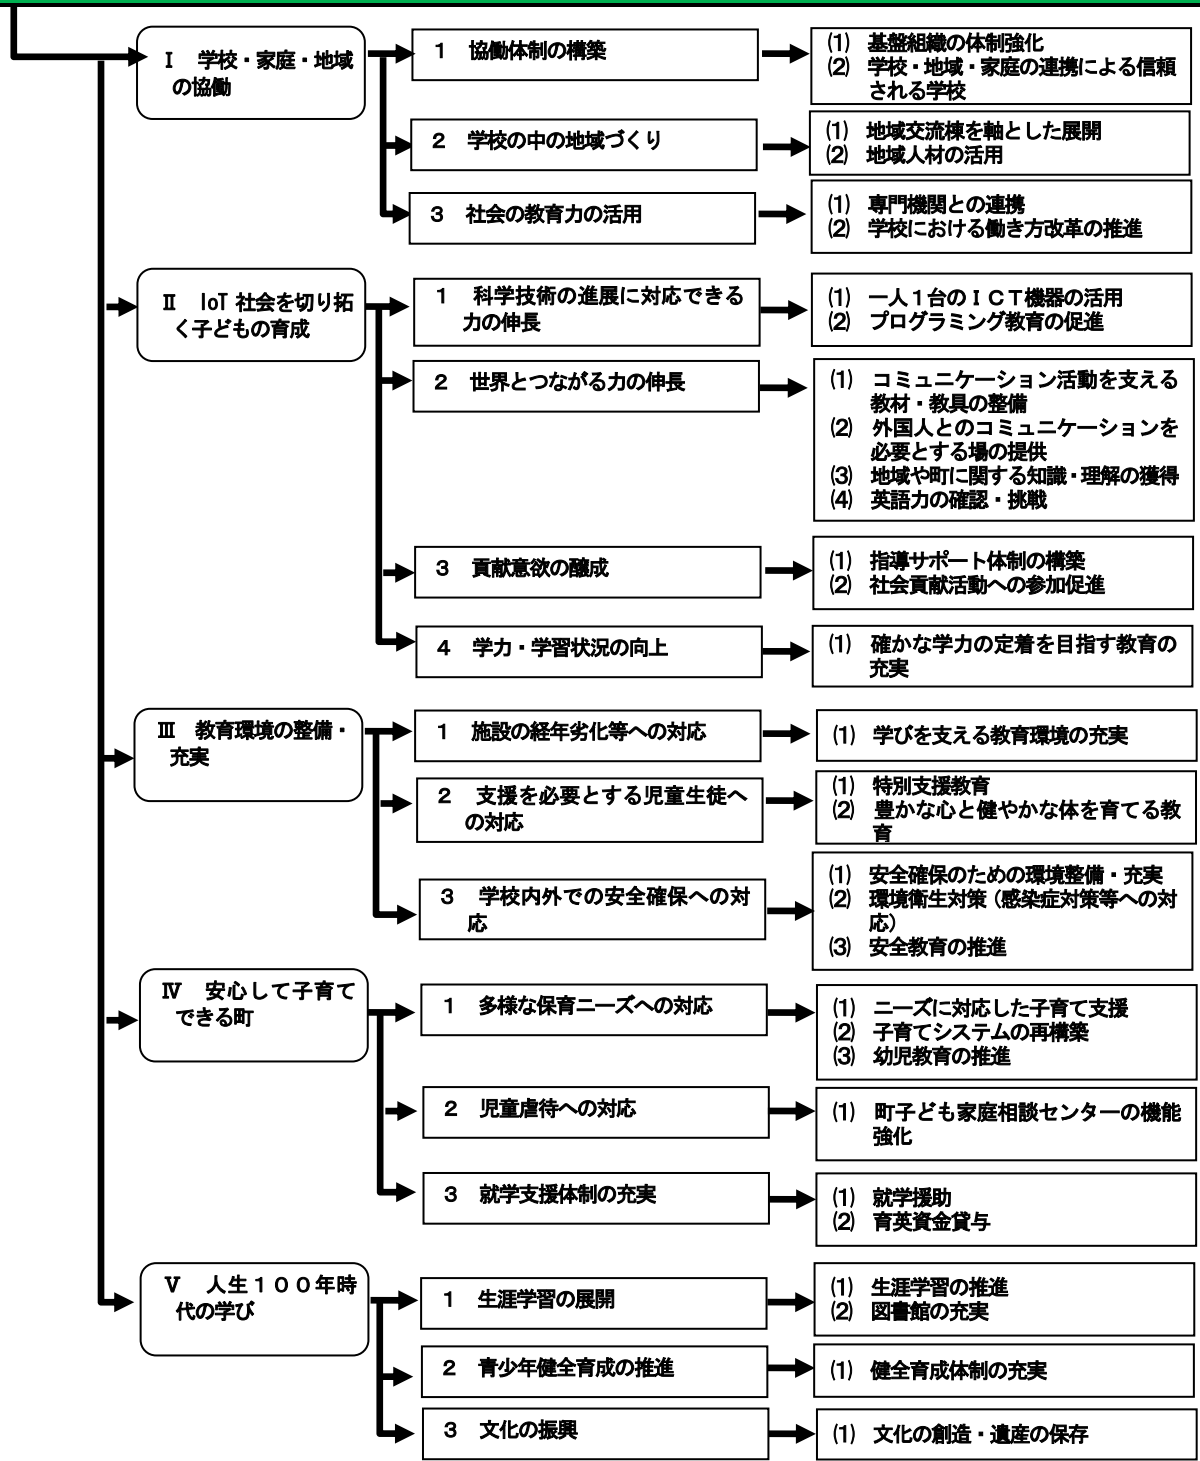 Ⅰ　学校・家庭・地域
の協働
１　協働体制の構築
(1)　基盤組織の体制強化
(2)　学校・地域・家庭の連携による信頼
される学校
２　学校の中の地域づくり
(1)　地域交流棟を軸とした展開
(2)　地域人材の活用
３　社会の教育力の活用
(1)　専門機関との連携
(2)　学校における働き方改革の推進
Ⅱ　IoT 社会を切り拓
く子どもの育成
１　科学技術の進展に対応できる
力の伸長
(1)　一人１台のＩＣＴ機器の活用
(2)　プログラミング教育の促進
２　世界とつながる力の伸長
(1)　コミュニケーション活動を支える
教材・教具の整備
(2)　外国人とのコミュニケーションを
必要とする場の提供
(3)　地域や町に関する知識・理解の獲得
(4)　英語力の確認・挑戦
３　貢献意欲の醸成
(1)　指導サポート体制の構築
(2)　社会貢献活動への参加促進
４　学力・学習状況の向上
(1)　確かな学力の定着を目指す教育の
充実
Ⅲ　教育環境の整備・
充実
１　施設の経年劣化等への対応
(1)　学びを支える教育環境の充実
２　支援を必要とする児童生徒へ
の対応
(1)　特別支援教育
(2)　豊かな心と健やかな体を育てる教
育
３　学校内外での安全確保への対
応
(1)　安全確保のための環境整備・充実
(2)　環境衛生対策（感染症対策等への対
応）
(3)　安全教育の推進
Ⅳ　安心して子育て
できる町
１　多様な保育ニーズへの対応
(1)　ニーズに対応した子育て支援
(2)　子育てシステムの再構築
(3)　幼児教育の推進
２　児童虐待への対応
(1)　町子ども家庭相談センターの機能
強化
３　就学支援体制の充実
(1)　就学援助
(2)　育英資金貸与
Ⅴ　人生１００年時
代の学び
１　生涯学習の展開
(1)　生涯学習の推進
(2)　図書館の充実
２　青少年健全育成の推進
(1)　健全育成体制の充実
３　文化の振興
(1)　文化の創造・遺産の保存